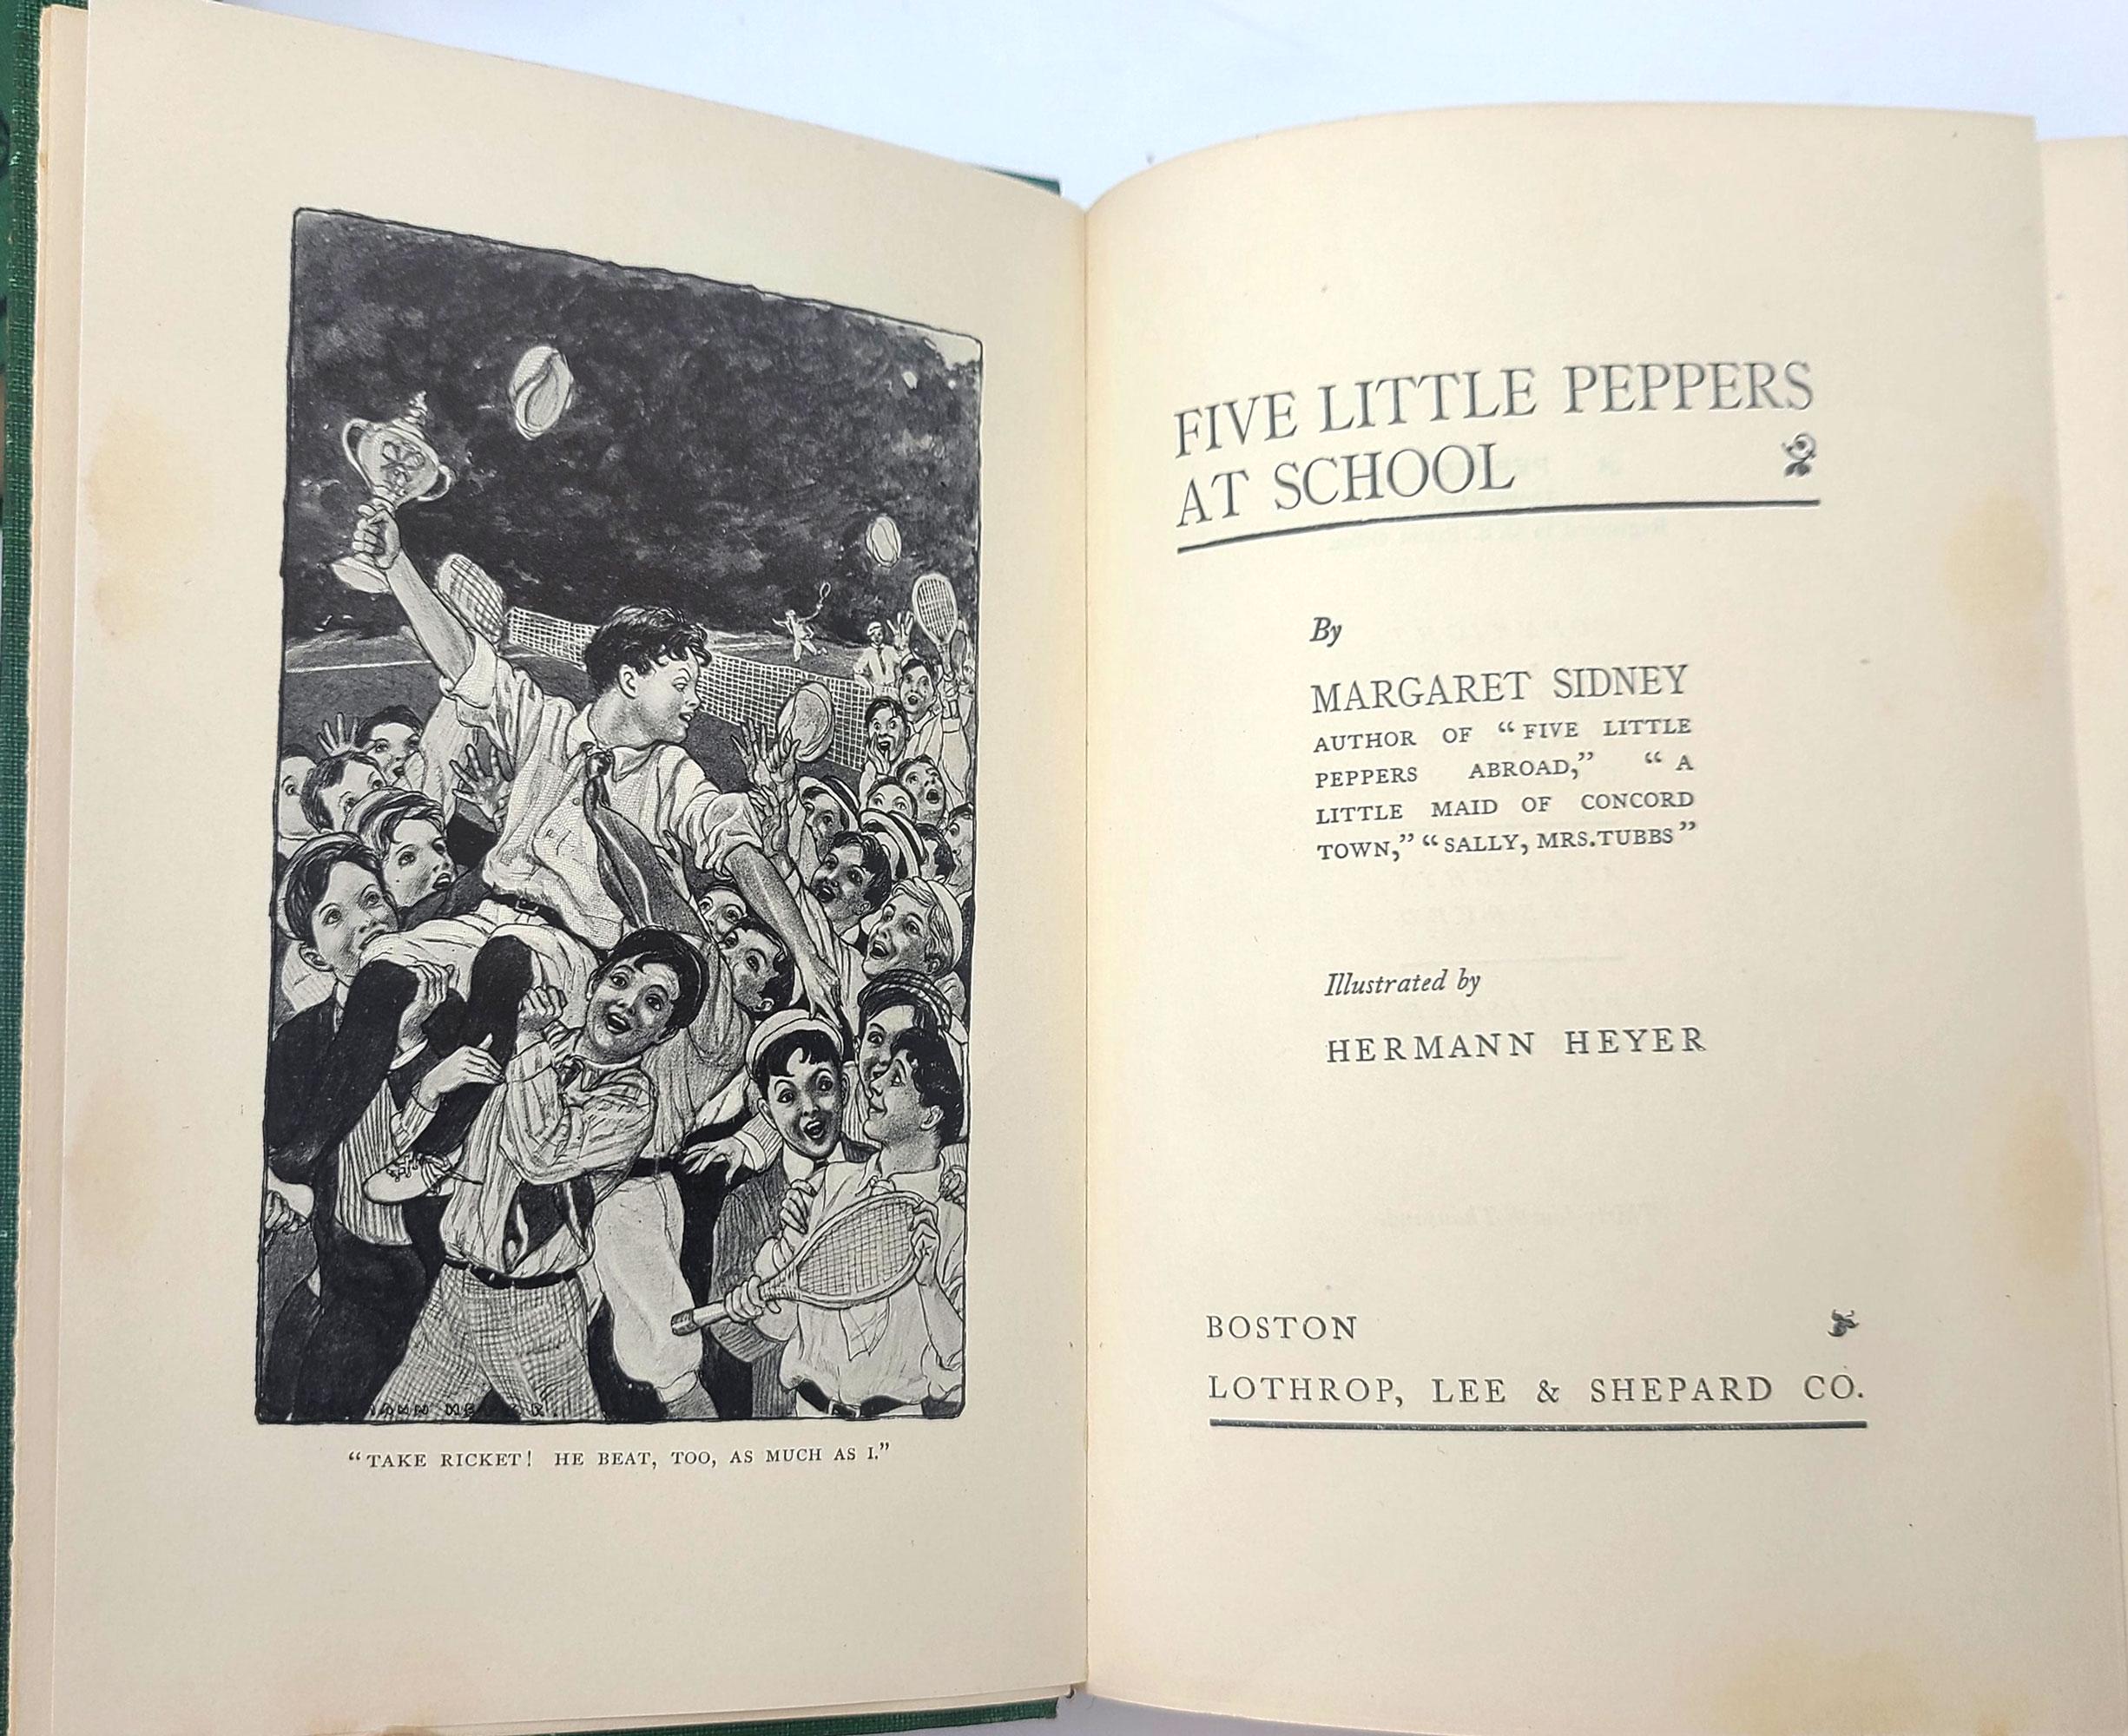 "TAKE RICKET! HE BEAT, TOO, AS MUCH AS I."
FIVE LITTLE PEPPERS
AT SCHOOL
By
MARGARET SIDNEY
AUTHOR OF "FIVE LITTLE
PEPPERS ABROAD," "A
LITTLE MAID OF CONCORD
TOWN," "SALLY, MRS. TUBBS"
Illustrated by
HERMANN HEYER
BOSTON
LOTHROP, LEE & SHEPARD CO.